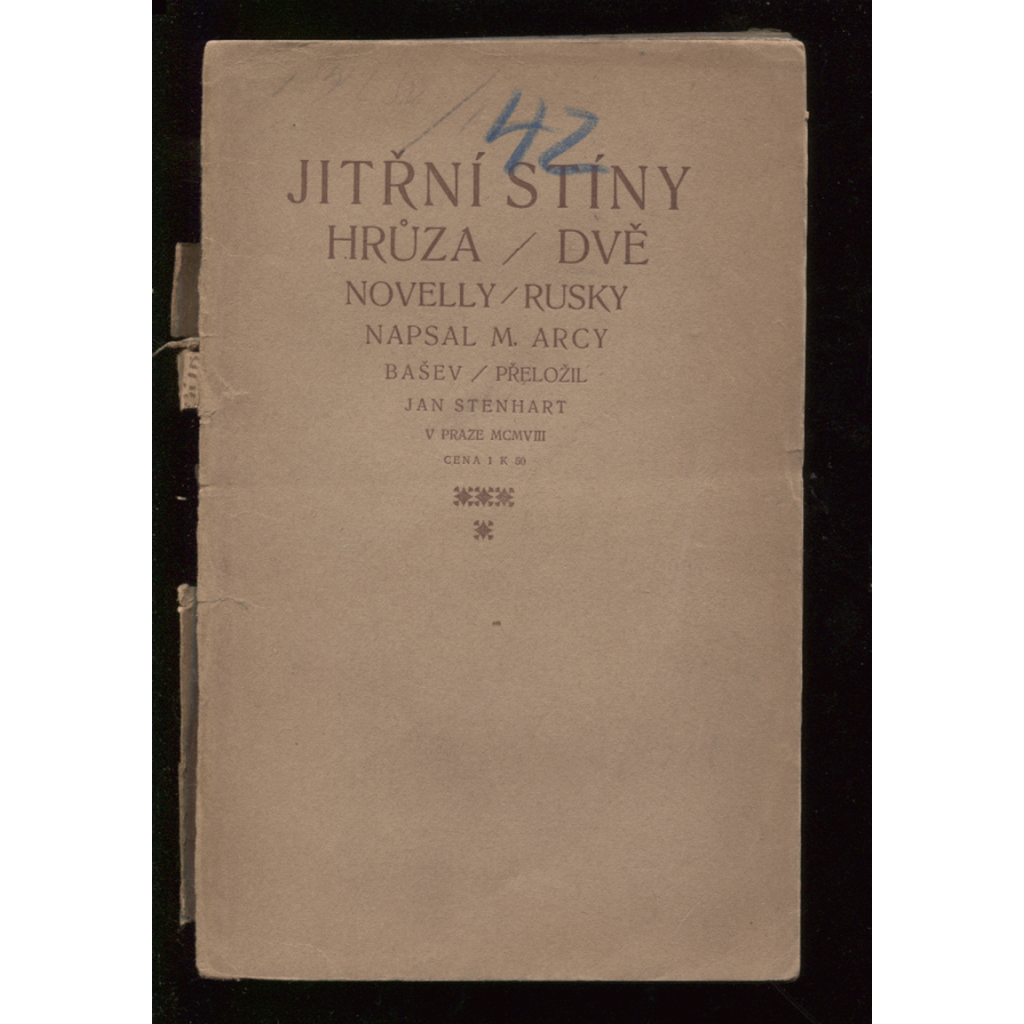 42
JITŘNÍ STÍNY
HRŮZA / DVĚ
NOVELLY / RUSKY
NAPSAL M. ARCY
BAŠEV / PŘELOŽIL
JAN STENHART
V PRAZE MCMVIII
CENA 1 K 50